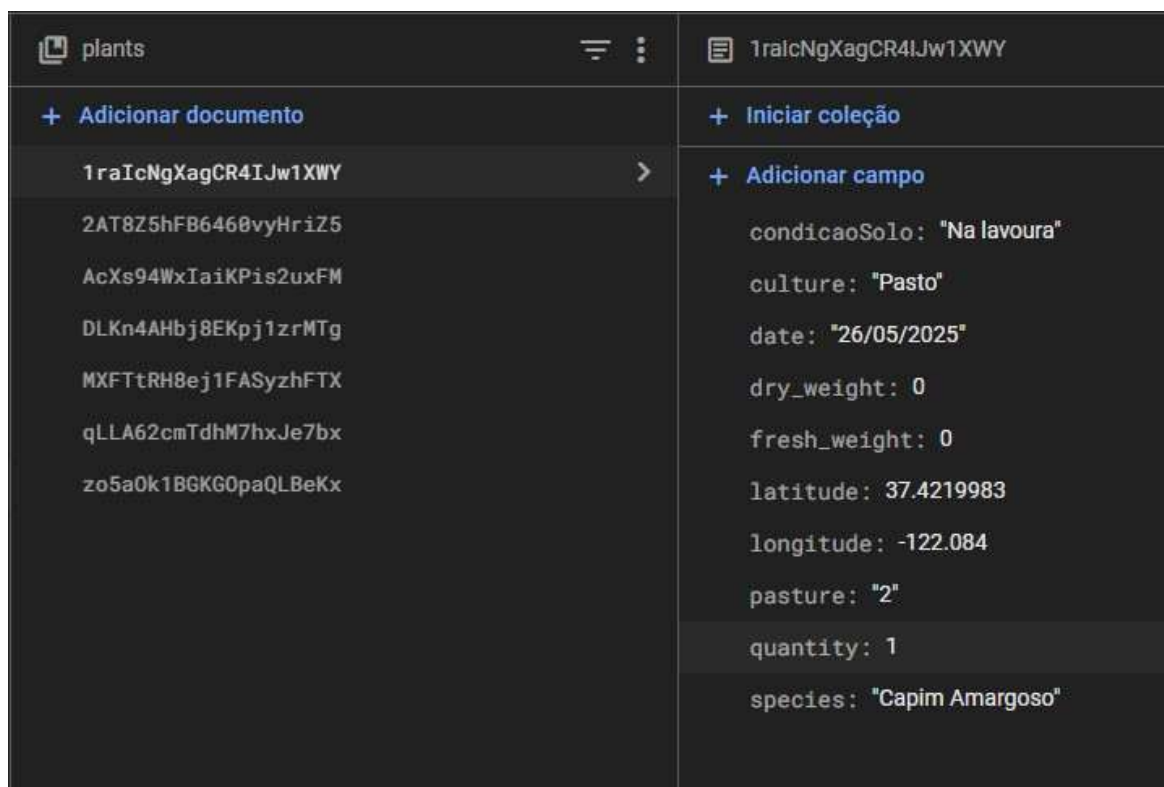 plants
+ Adicionar documento
1raIcNgXagCR4IJw1XWY
2AT8Z5hFB6460vyHriZ5
AcXs94WxIaiKPis2uxFM
DLKn4AHbj8EKpj1zrMTg
MXFTtRH8ej1FASyzhFTX
qLLA62cmTdhM7hxJe7bx
zo5aOk1BGKGOpaQLBeKx
1raIcNgXagCR4IJw1XWY
+ Iniciar coleção
+ Adicionar campo
condicaoSolo: "Na lavoura"
culture: "Pasto"
date: "26/05/2025"
dry_weight: 0
fresh_weight: 0
latitude: 37.4219983
longitude: -122.084
pasture: "2"
quantity: 1
species: "Capim Amargoso"